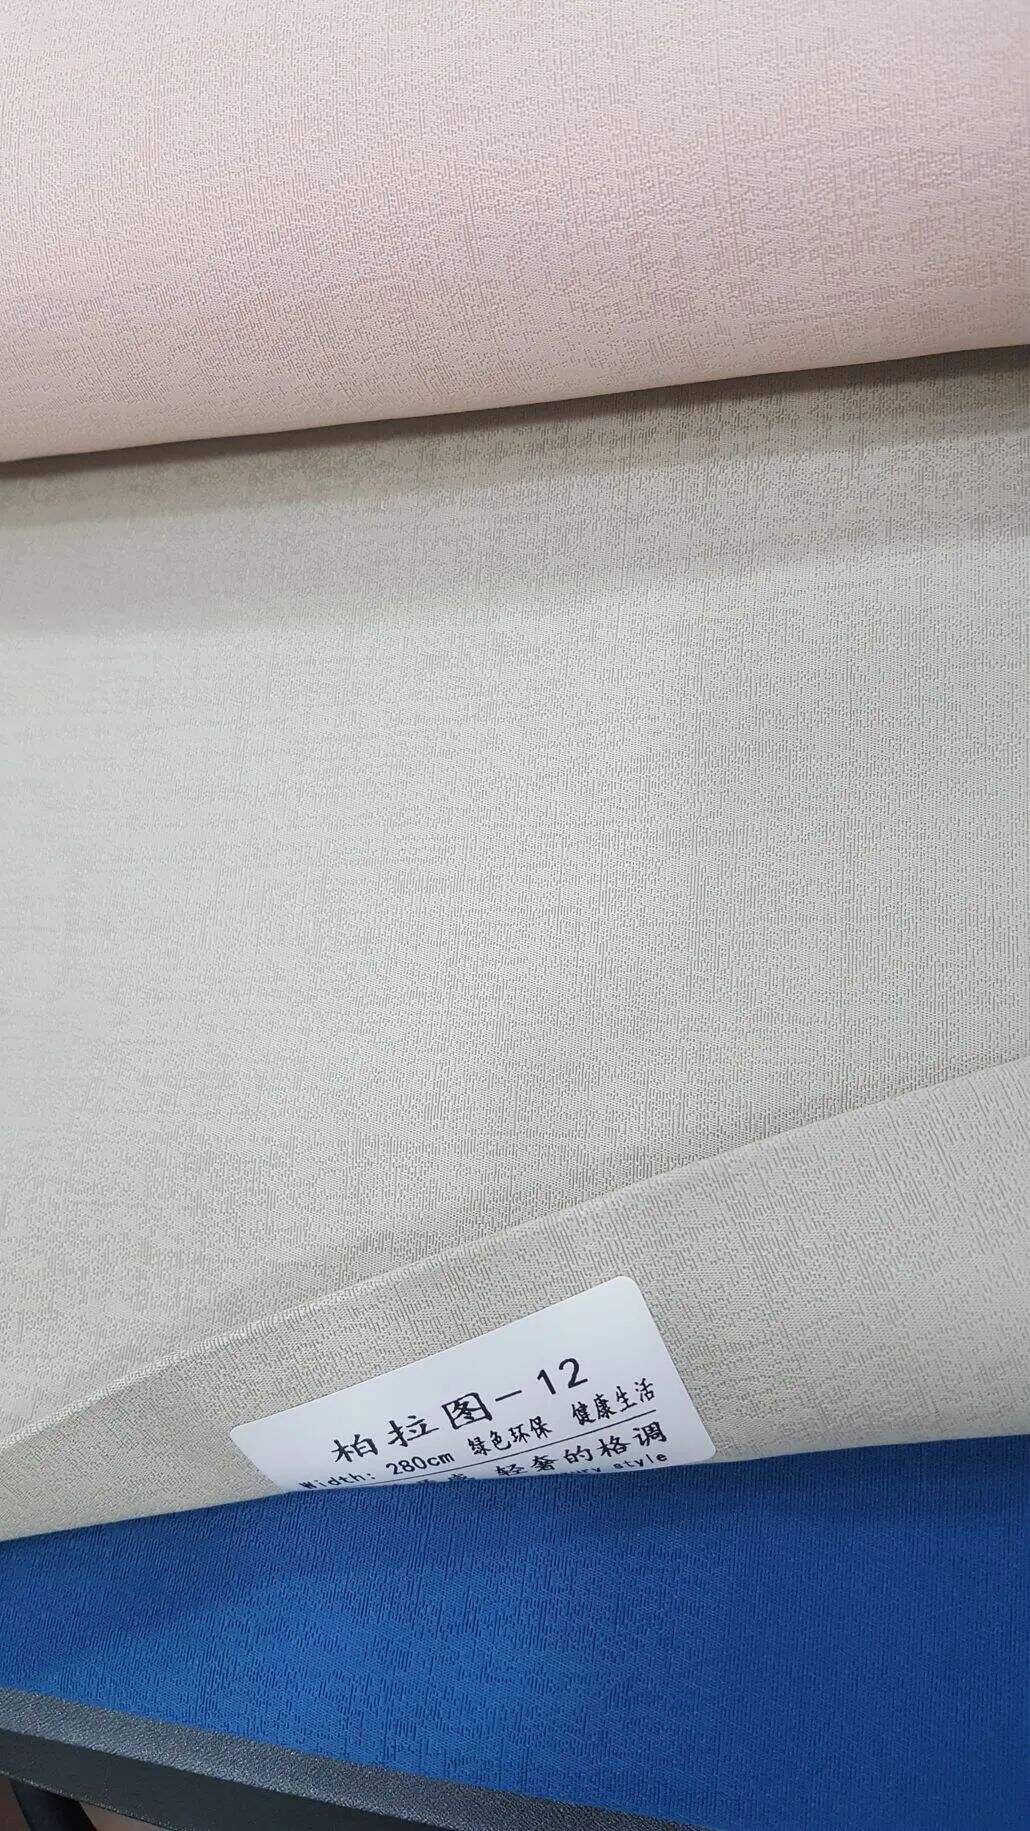 柏拉图-12
Width: 280cm 绿色环保 健康生活
轻奢的格调
style